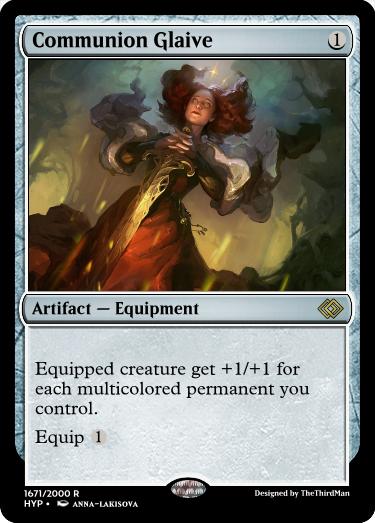 Communion Glaive 1
Artifact — Equipment
Equipped creature get +1/+1 for
each multicolored permanent you
control.
Equip 1
1671/2000 R
HYP • ANNA-LAKISOVA
Designed by TheThirdMan